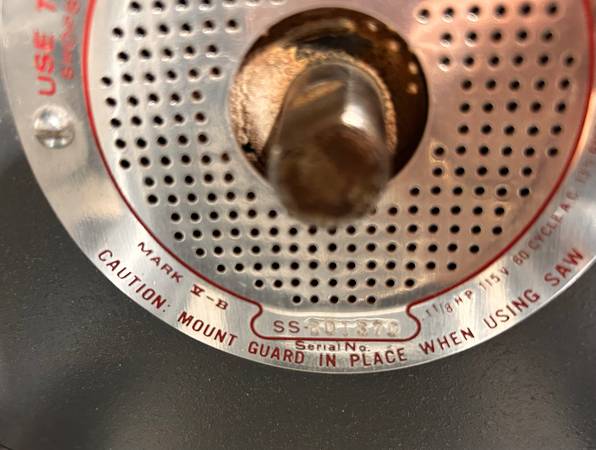 USE
MARK V-B
1 1/8 HP 115 V 60 CYCLE A.C.
SS-
Serial No.
CAUTION: MOUNT GUARD IN PLACE WHEN USING SAW